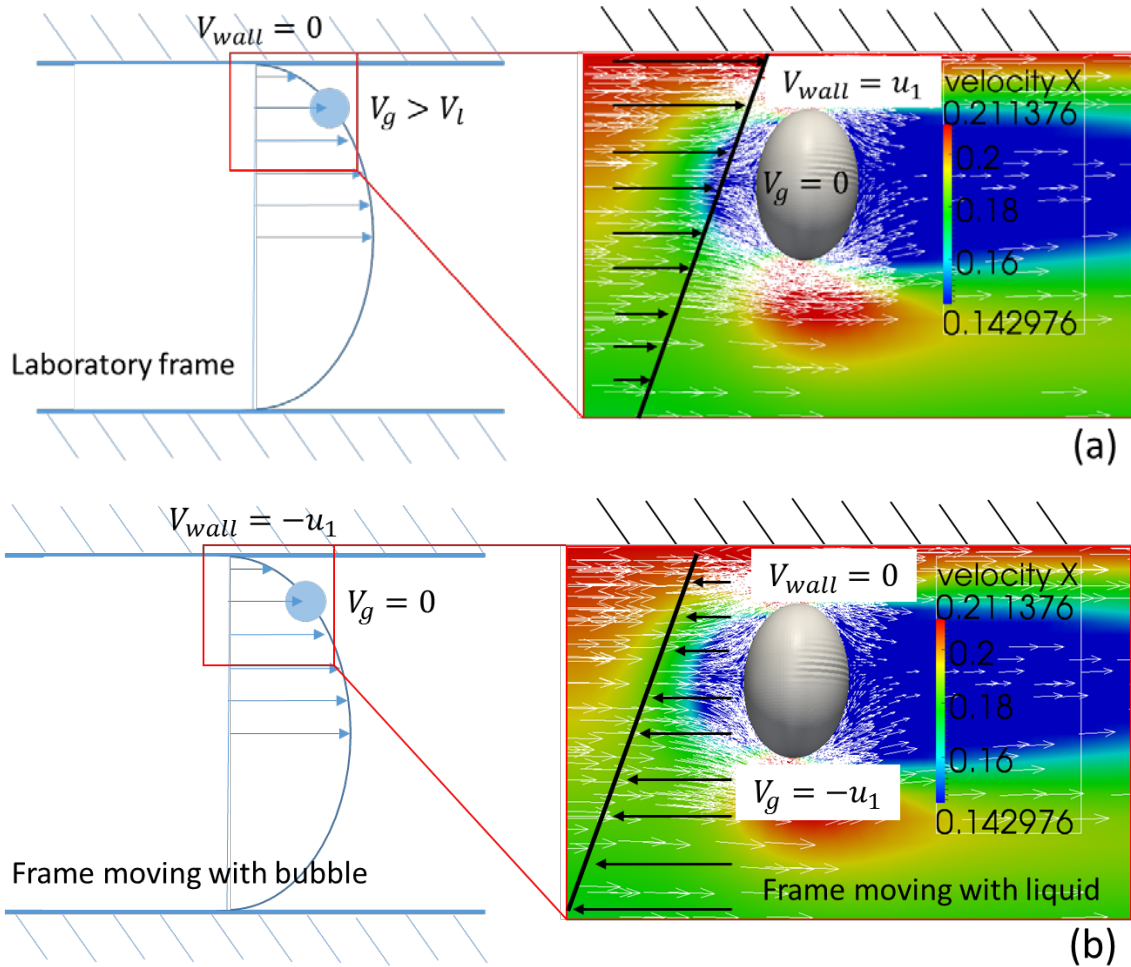 V_wall = 0
V_g > V_l
Laboratory frame
V_wall = u_1
velocity X
0.211376
0.2
0.18
0.16
0.142976
V_g = 0
(a)
V_wall = −u_1
V_g = 0
Frame moving with bubble
V_wall = 0
velocity X
0.211376
0.2
0.18
0.16
0.142976
V_g = −u_1
Frame moving with liquid
(b)